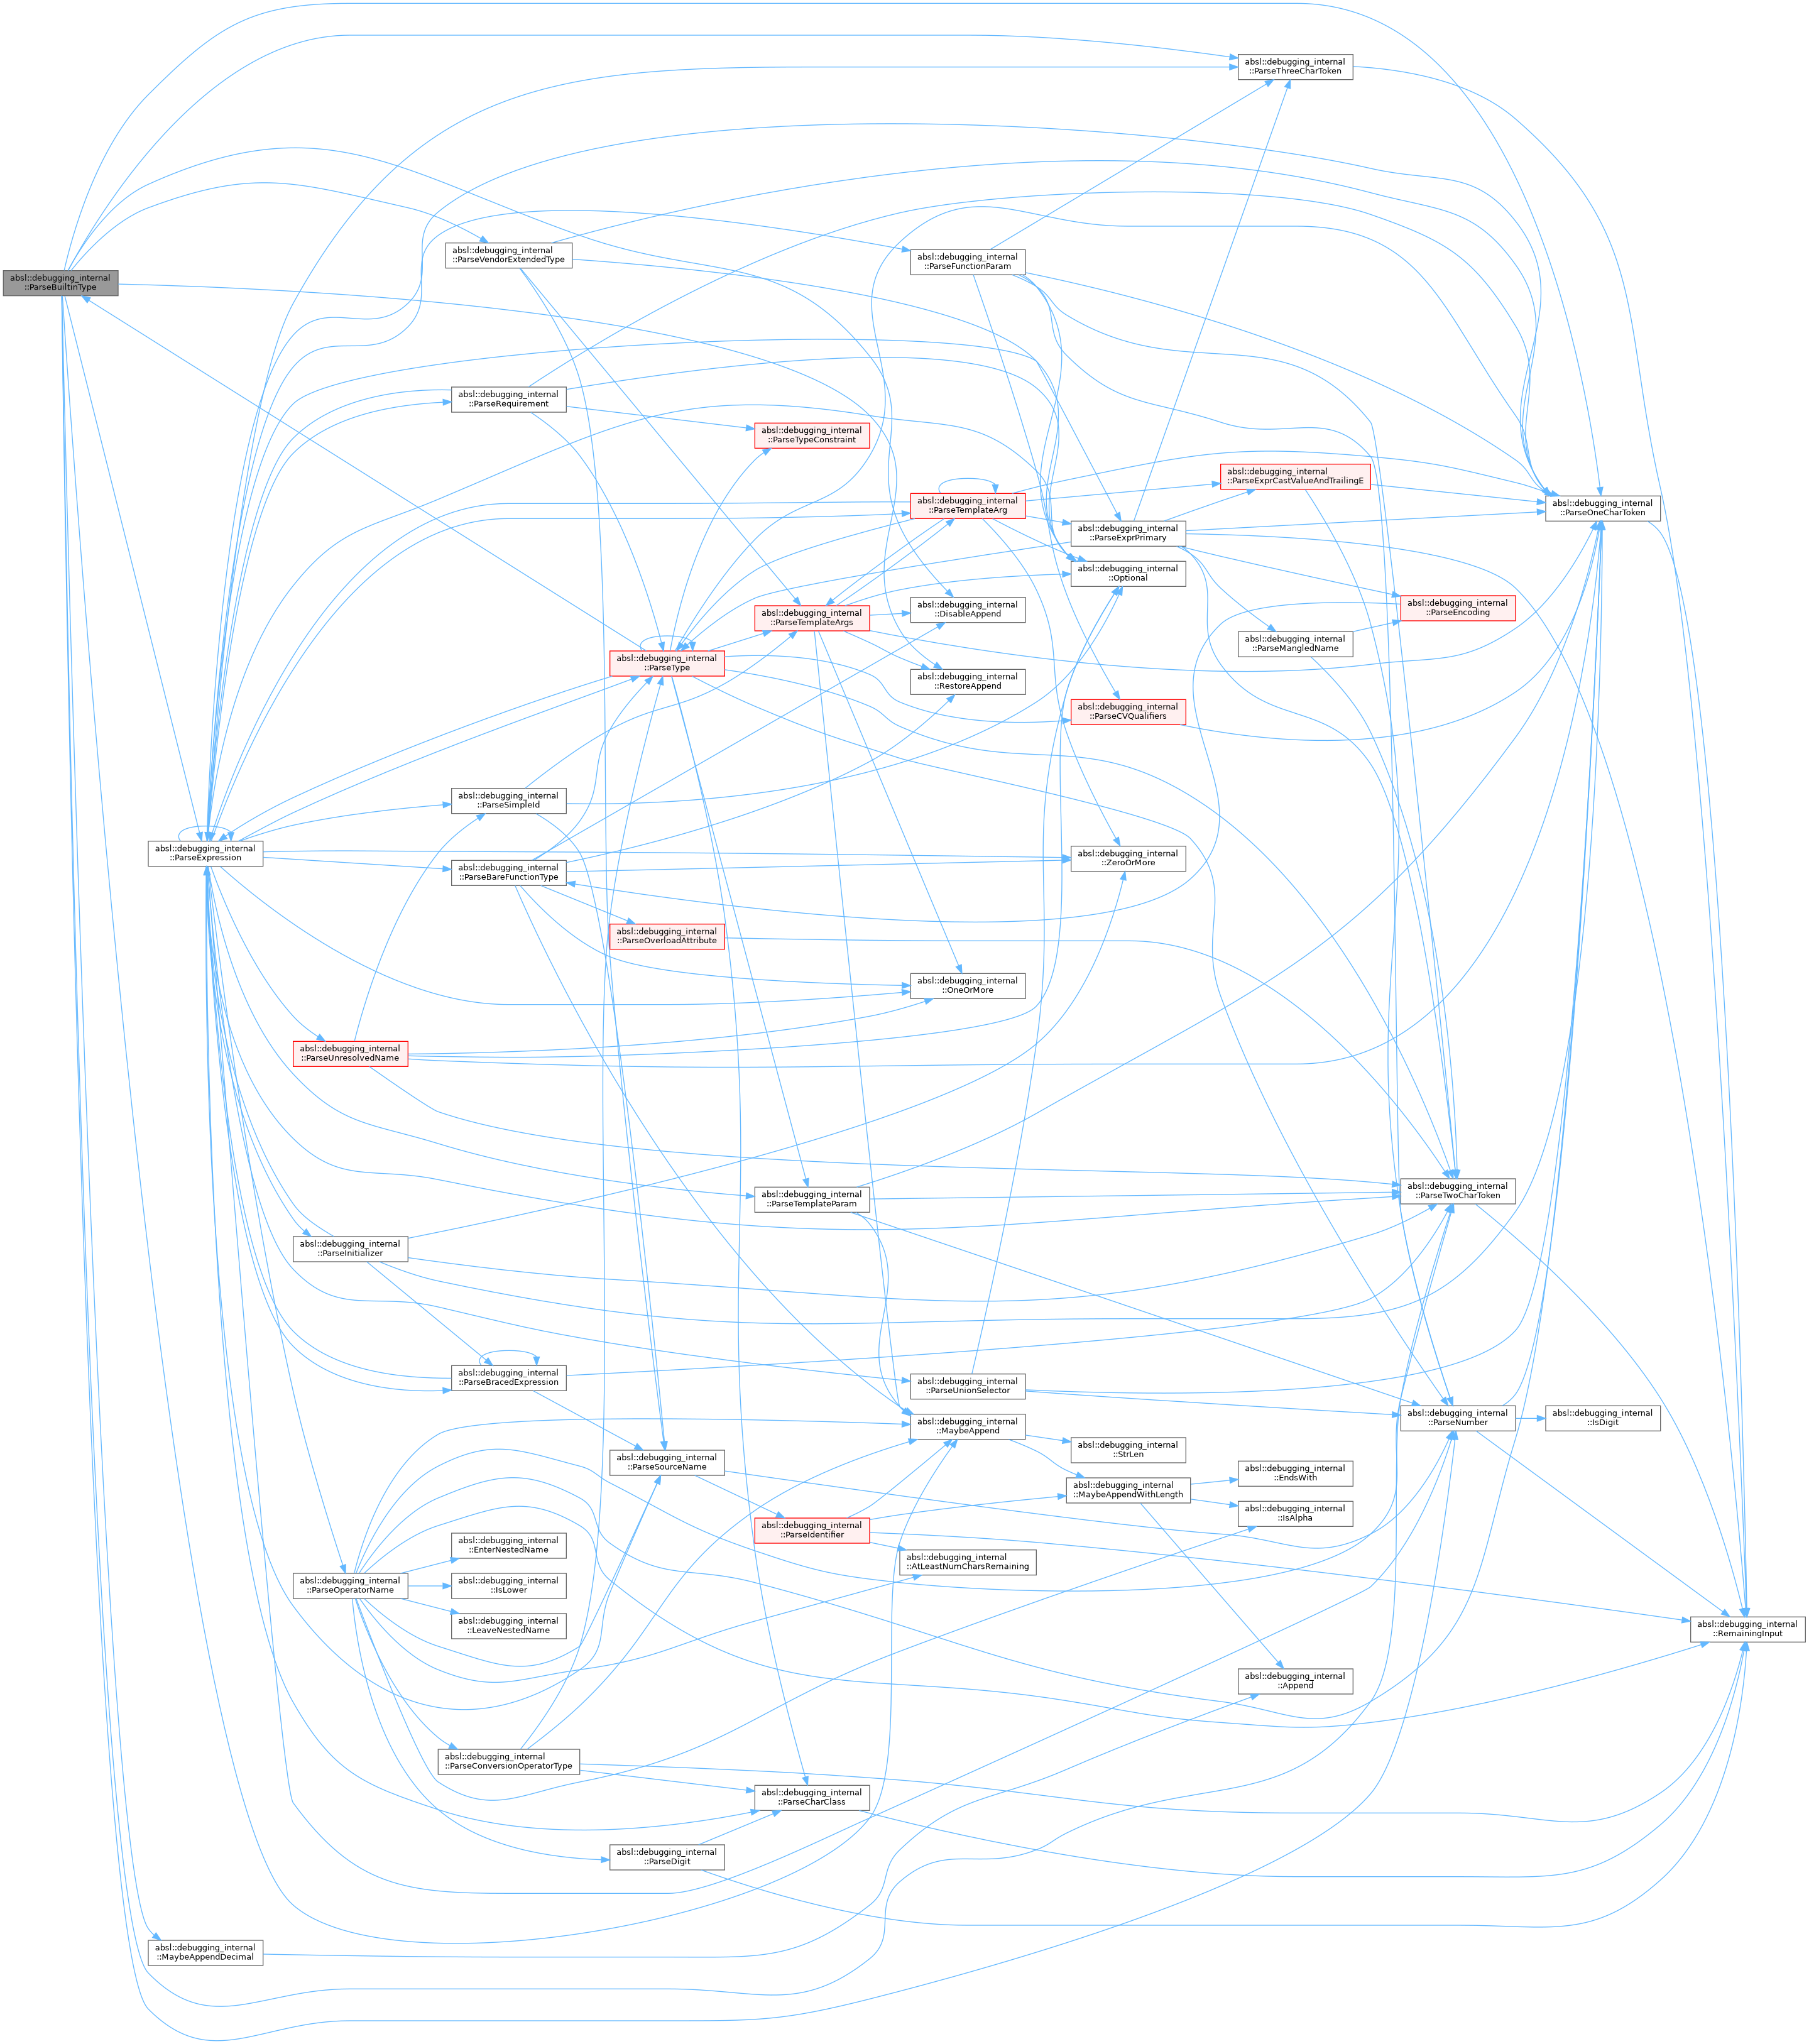 absl::debugging_internal
::ParseThreeCharToken
absl::debugging_internal
::ParseBuiltinType
absl::debugging_internal
::ParseVendorExtendedType
absl::debugging_internal
::ParseFunctionParam
absl::debugging_internal
::ParseRequirement
absl::debugging_internal
::ParseTypeConstraint
absl::debugging_internal
::ParseExprCastValueAndTrailingE
absl::debugging_internal
::ParseTemplateArg
absl::debugging_internal
::ParseOneCharToken
absl::debugging_internal
::ParseExprPrimary
absl::debugging_internal
::Optional
absl::debugging_internal
::ParseEncoding
absl::debugging_internal
::DisableAppend
absl::debugging_internal
::ParseTemplateArgs
absl::debugging_internal
::ParseMangledName
absl::debugging_internal
::ParseType
absl::debugging_internal
::RestoreAppend
absl::debugging_internal
::ParseCVQualifiers
absl::debugging_internal
::ParseSimpleId
absl::debugging_internal
::ParseExpression
absl::debugging_internal
::ZeroOrMore
absl::debugging_internal
::ParseBareFunctionType
absl::debugging_internal
::ParseOverloadAttribute
absl::debugging_internal
::OneOrMore
absl::debugging_internal
::ParseUnresolvedName
absl::debugging_internal
::ParseTwoCharToken
absl::debugging_internal
::ParseTemplateParam
absl::debugging_internal
::ParseInitializer
absl::debugging_internal
::ParseBracedExpression
absl::debugging_internal
::ParseUnionSelector
absl::debugging_internal
::ParseNumber
absl::debugging_internal
::IsDigit
absl::debugging_internal
::MaybeAppend
absl::debugging_internal
::StrLen
absl::debugging_internal
::ParseSourceName
absl::debugging_internal
::EndsWith
absl::debugging_internal
::MaybeAppendWithLength
absl::debugging_internal
::IsAlpha
absl::debugging_internal
::ParseIdentifier
absl::debugging_internal
::EnterNestedName
absl::debugging_internal
::AtLeastNumCharsRemaining
absl::debugging_internal
::ParseOperatorName
absl::debugging_internal
::IsLower
absl::debugging_internal
::LeaveNestedName
absl::debugging_internal
::RemainingInput
absl::debugging_internal
::Append
absl::debugging_internal
::ParseConversionOperatorType
absl::debugging_internal
::ParseCharClass
absl::debugging_internal
::ParseDigit
absl::debugging_internal
::MaybeAppendDecimal